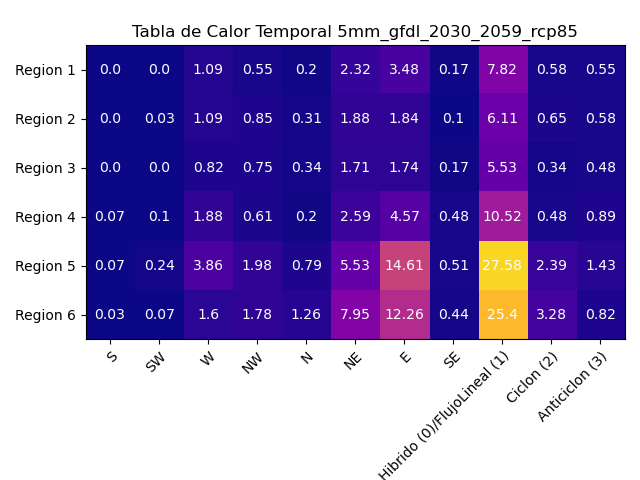 Tabla de Calor Temporal 5mm_gfdl_2030_2059_rcp85
Region 1 0.0 0.0 1.09 0.55 0.2 2.32 3.48 0.17 7.82 0.58 0.55
Region 2 0.0 0.03 1.09 0.85 0.31 1.88 1.84 0.1 6.11 0.65 0.58
Region 3 0.0 0.0 0.82 0.75 0.34 1.71 1.74 0.17 5.53 0.34 0.48
Region 4 0.07 0.1 1.88 0.61 0.2 2.59 4.57 0.48 10.52 0.48 0.89
Region 5 0.07 0.24 3.86 1.98 0.79 5.53 14.61 0.51 27.58 2.39 1.43
Region 6 0.03 0.07 1.6 1.78 1.26 7.95 12.26 0.44 25.4 3.28 0.82
S
SW
W
NW
N
NE
E
SE
Hibrido (0)/FlujoLineal (1)
Ciclon (2)
Anticiclon (3)